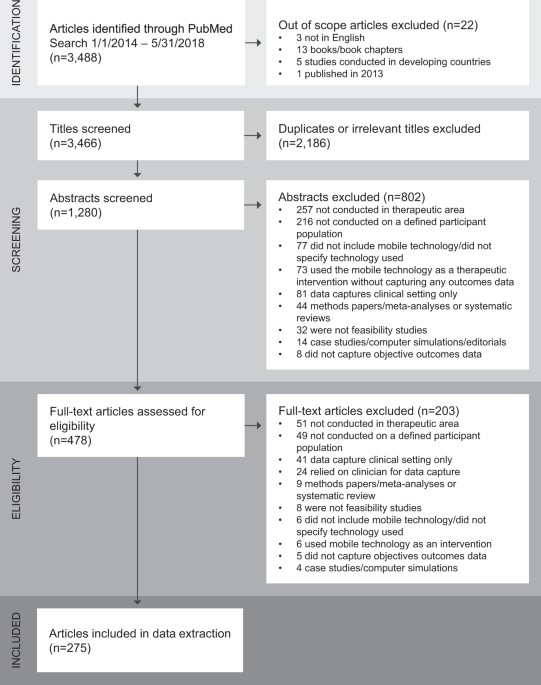 IDENTIFICATION
Articles identified through PubMed
Search 1/1/2014 – 5/31/2018
(n=3,488)
Out of scope articles excluded (n=22)
• 3 not in English
• 13 books/book chapters
• 5 studies conducted in developing countries
• 1 published in 2013
SCREENING
Titles screened
(n=3,466)
Duplicates or irrelevant titles excluded
(n=2,186)
Abstracts screened
(n=1,280)
Abstracts excluded (n=802)
• 257 not conducted in therapeutic area
• 216 not conducted on a defined participant
population
• 77 did not include mobile technology/did not
specify technology used
• 73 used the mobile technology as a therapeutic
intervention without capturing any outcomes data
• 81 data captures clinical setting only
• 44 methods papers/meta-analyses or systematic
reviews
• 32 were not feasibility studies
• 14 case studies/computer simulations/editorials
• 8 did not capture objective outcomes data
ELIGIBILITY
Full-text articles assessed for
eligibility
(n=478)
Full-text articles excluded (n=203)
• 51 not conducted in therapeutic area
• 49 not conducted on a defined participant
population
• 41 data capture clinical setting only
• 24 relied on clinician for data capture
• 9 methods papers/meta-analyses or
systematic review
• 8 were not feasibility studies
• 6 did not include mobile technology/did not
specify technology used
• 6 used mobile technology as an intervention
• 5 did not capture objectives outcomes data
• 4 case studies/computer simulations
INCLUDED
Articles included in data extraction
(n=275)